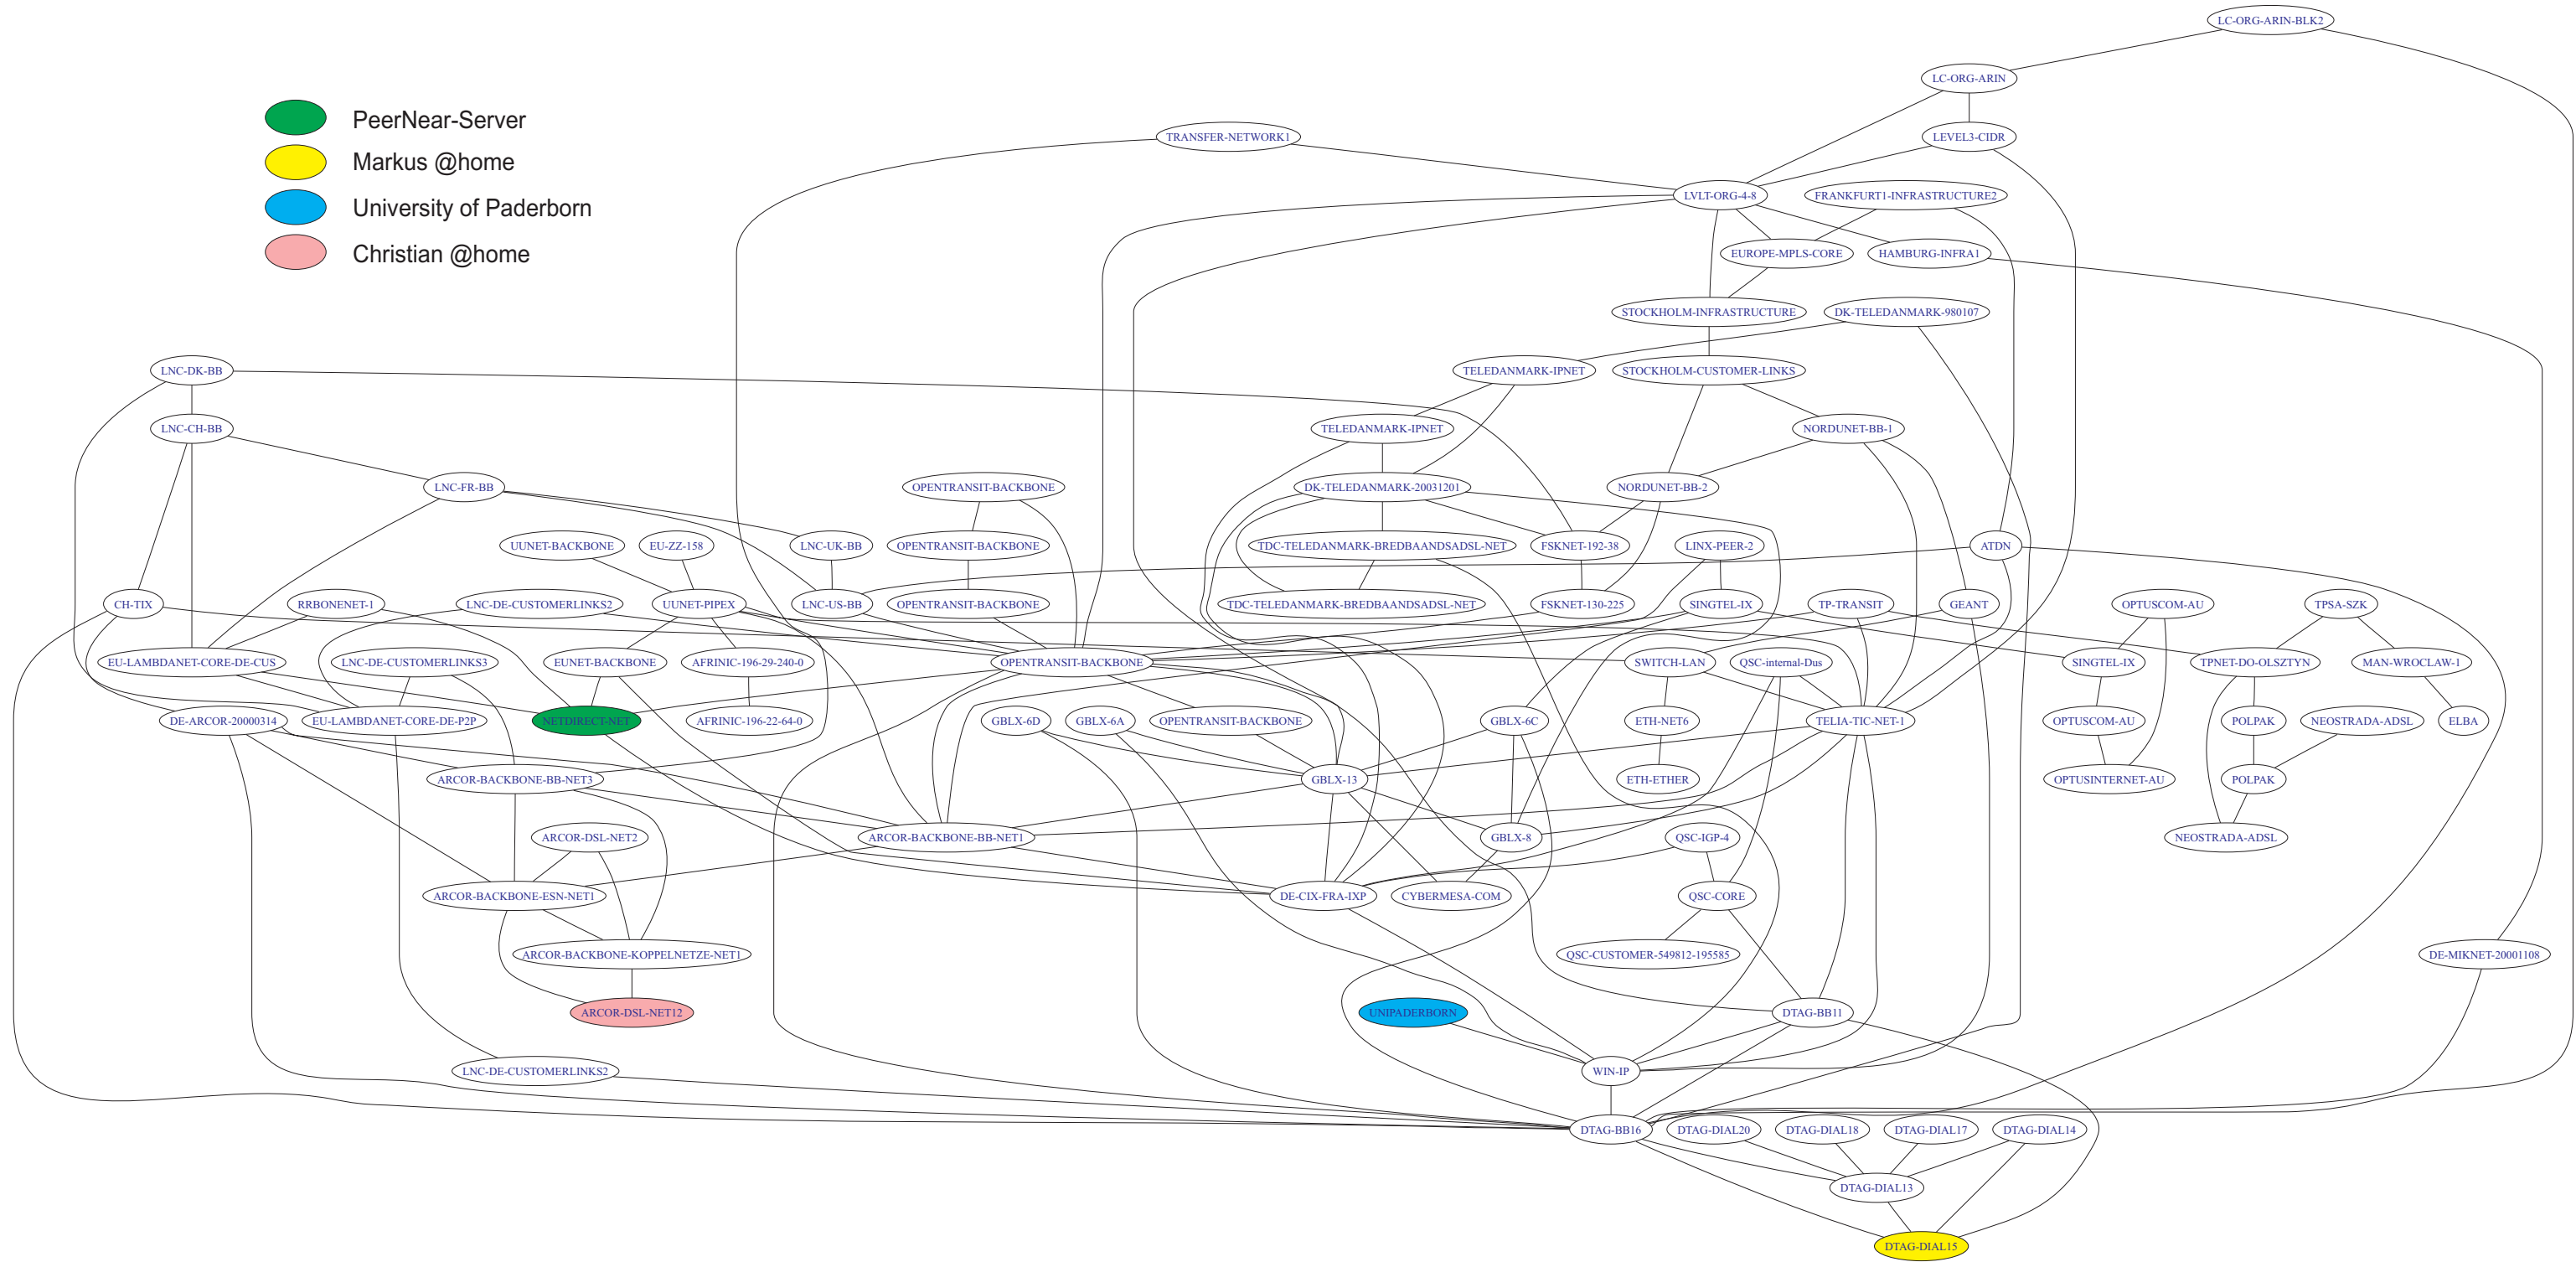 LC-ORG-ARIN-BLK2
LC-ORG-ARIN
PeerNear-Server
TRANSFER-NETWORK1
LEVEL3-CIDR
Markus @home
LVLT-ORG-4-8
FRANKFURT1-INFRASTRUCTURE2
University of Paderborn
EUROPE-MPLS-CORE
HAMBURG-INFRA1
Christian @home
STOCKHOLM-INFRASTRUCTURE
DK-TELEDANMARK-980107
LNC-DK-BB
TELEDANMARK-IPNET
STOCKHOLM-CUSTOMER-LINKS
LNC-CH-BB
TELEDANMARK-IPNET
NORDUNET-BB-1
LNC-FR-BB
OPENTRANSIT-BACKBONE
DK-TELEDANMARK-20031201
NORDUNET-BB-2
UUNET-BACKBONE
EU-ZZ-158
LNC-UK-BB
OPENTRANSIT-BACKBONE
TDC-TELEDANMARK-BREDBAANDSADSL-NET
FSKNET-192-38
LINX-PEER-2
ATDN
CH-TIX
RRBONENET-1
LNC-DE-CUSTOMERLINKS2
UUNET-PIPEX
LNC-US-BB
OPENTRANSIT-BACKBONE
TDC-TELEDANMARK-BREDBAANDSADSL-NET
FSKNET-130-225
SINGTEL-IX
TP-TRANSIT
GEANT
OPTUSCOM-AU
TPSA-SZK
EU-LAMBDANET-CORE-DE-CUS
LNC-DE-CUSTOMERLINKS3
EUNET-BACKBONE
AFRINIC-196-29-240-0
OPENTRANSIT-BACKBONE
SWITCH-LAN
QSC-internal-Dus
SINGTEL-IX
TPNET-DO-OLSZTYN
MAN-WROCLAW-1
DE-ARCOR-20000314
EU-LAMBDANET-CORE-DE-P2P
NETDIRECT-NET
AFRINIC-196-22-64-0
GBLX-6D
GBLX-6A
OPENTRANSIT-BACKBONE
GBLX-6C
ETH-NET6
TELIA-TIC-NET-1
OPTUSCOM-AU
POLPAK
NEOSTRADA-ADSL
ELBA
ARCOR-BACKBONE-BB-NET3
GBLX-13
ETH-ETHER
OPTUSINTERNET-AU
POLPAK
ARCOR-DSL-NET2
ARCOR-BACKBONE-BB-NET1
GBLX-8
QSC-IGP-4
NEOSTRADA-ADSL
ARCOR-BACKBONE-ESN-NET1
DE-CIX-FRA-IXP
CYBERMESA-COM
QSC-CORE
ARCOR-BACKBONE-KOPPELNETZE-NET1
QSC-CUSTOMER-549812-195585
DE-MIKNET-20001108
ARCOR-DSL-NET12
UNIPADERBORN
DTAG-BB11
LNC-DE-CUSTOMERLINKS2
WIN-IP
DTAG-BB16
DTAG-DIAL20
DTAG-DIAL18
DTAG-DIAL17
DTAG-DIAL14
DTAG-DIAL13
DTAG-DIAL15